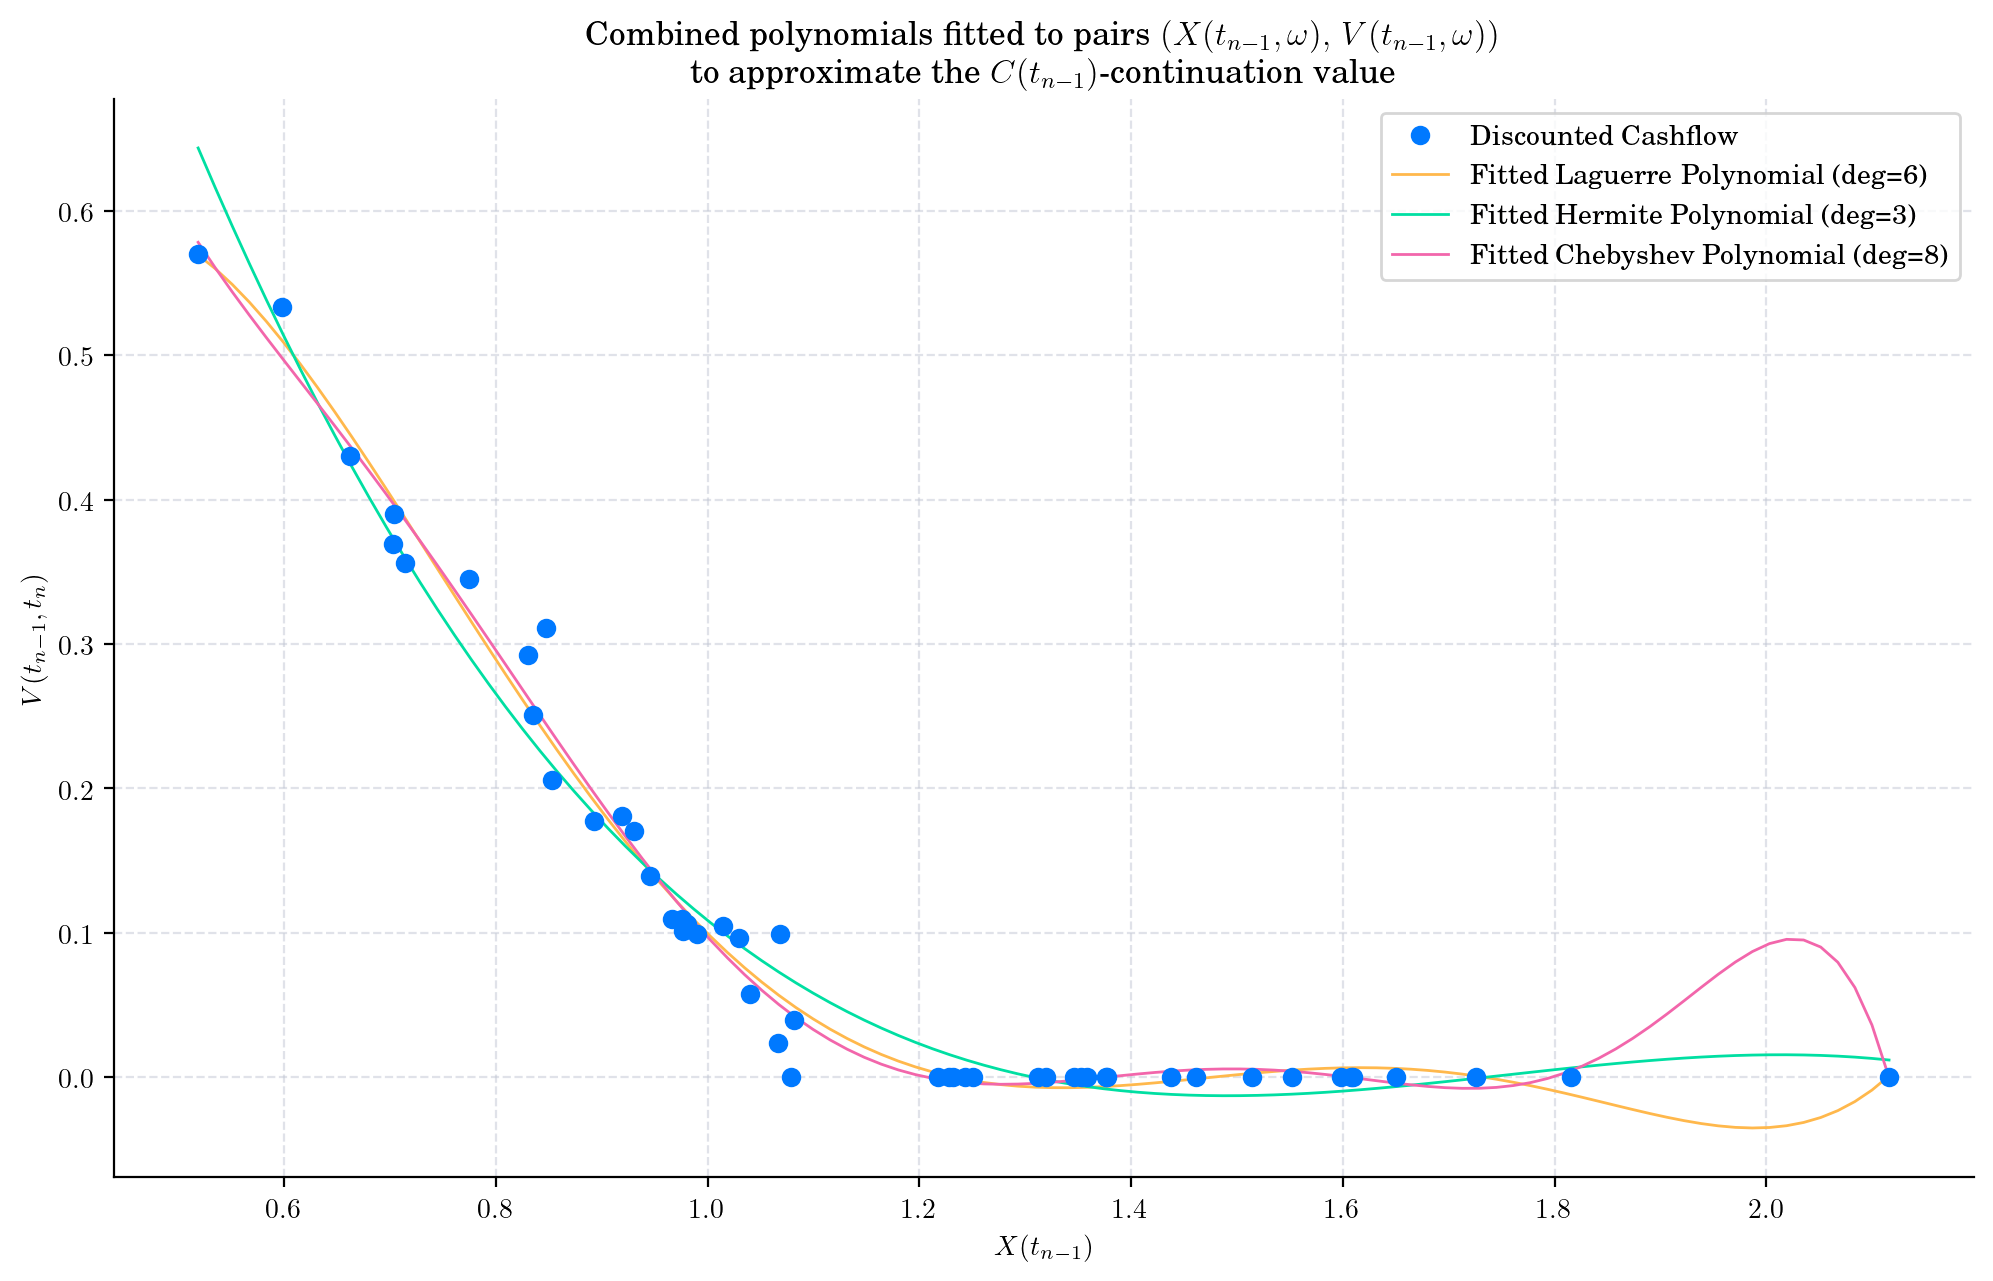 Combined polynomials fitted to pairs $(X(t_{n-1}, \omega), V(t_{n-1}, \omega))$
to approximate the $C(t_{n-1})$-continuation value
Discounted Cashflow
Fitted Laguerre Polynomial (deg=6)
Fitted Hermite Polynomial (deg=3)
Fitted Chebyshev Polynomial (deg=8)
$V(t_{n-1}, t_n)$
0.6
0.5
0.4
0.3
0.2
0.1
0.0
0.6 0.8 1.0 1.2 1.4 1.6 1.8 2.0
$X(t_{n-1})$